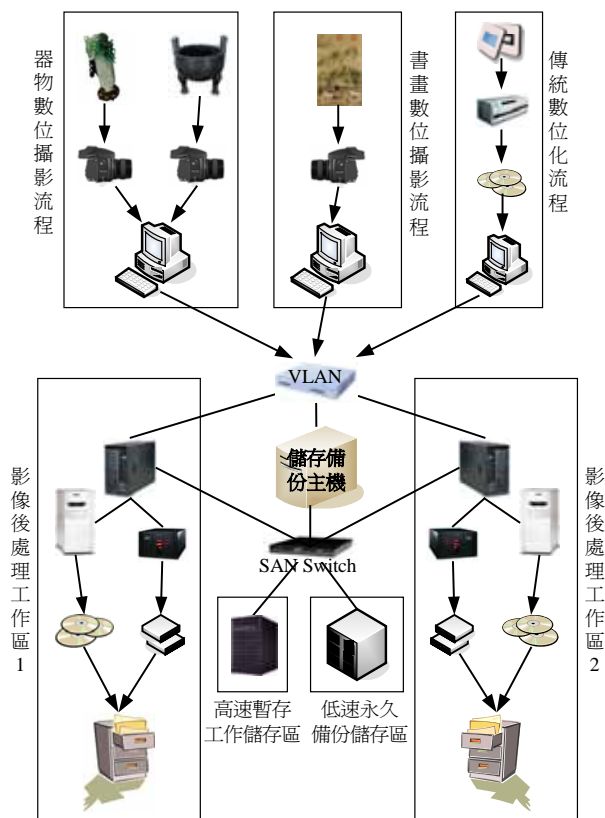 器物數位攝影流程
書畫數位攝影流程
傳統數位化流程
VLAN
儲存備
份主機
SAN Switch
影像後處理工作區1
高速暫存
工作儲存區
低速永久
備份儲存區
影像後處理工作區2